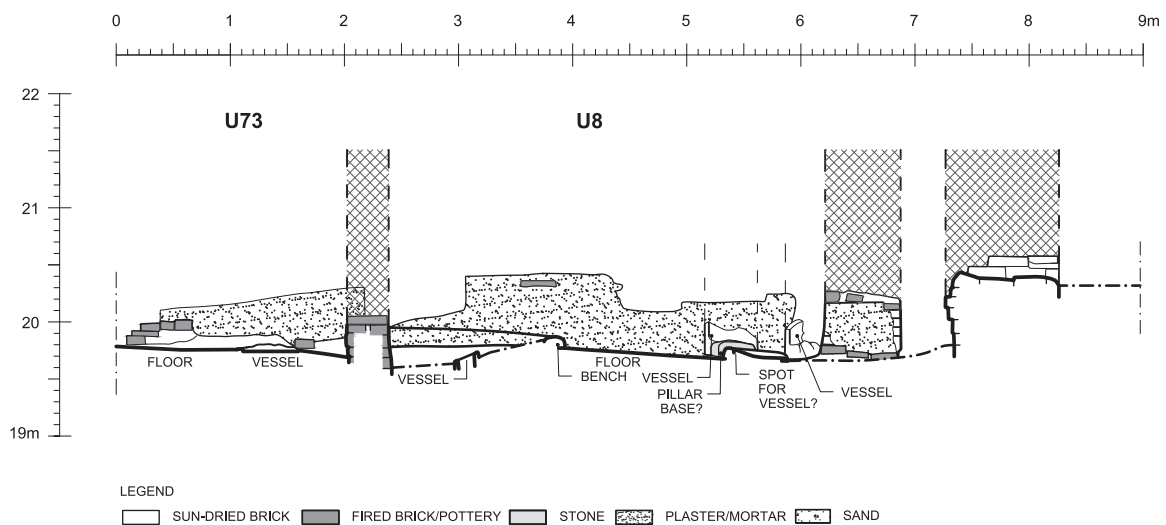 0 1 2 3 4 5 6 7 8 9m
22
U73 U8
21
20
FLOOR VESSEL VESSEL FLOOR
BENCH VESSEL SPOT VESSEL
PILLAR FOR
BASE? VESSEL?
19m
LEGEND
SUN-DRIED BRICK FIRED BRICK/POTTERY STONE PLASTER/MORTAR SAND